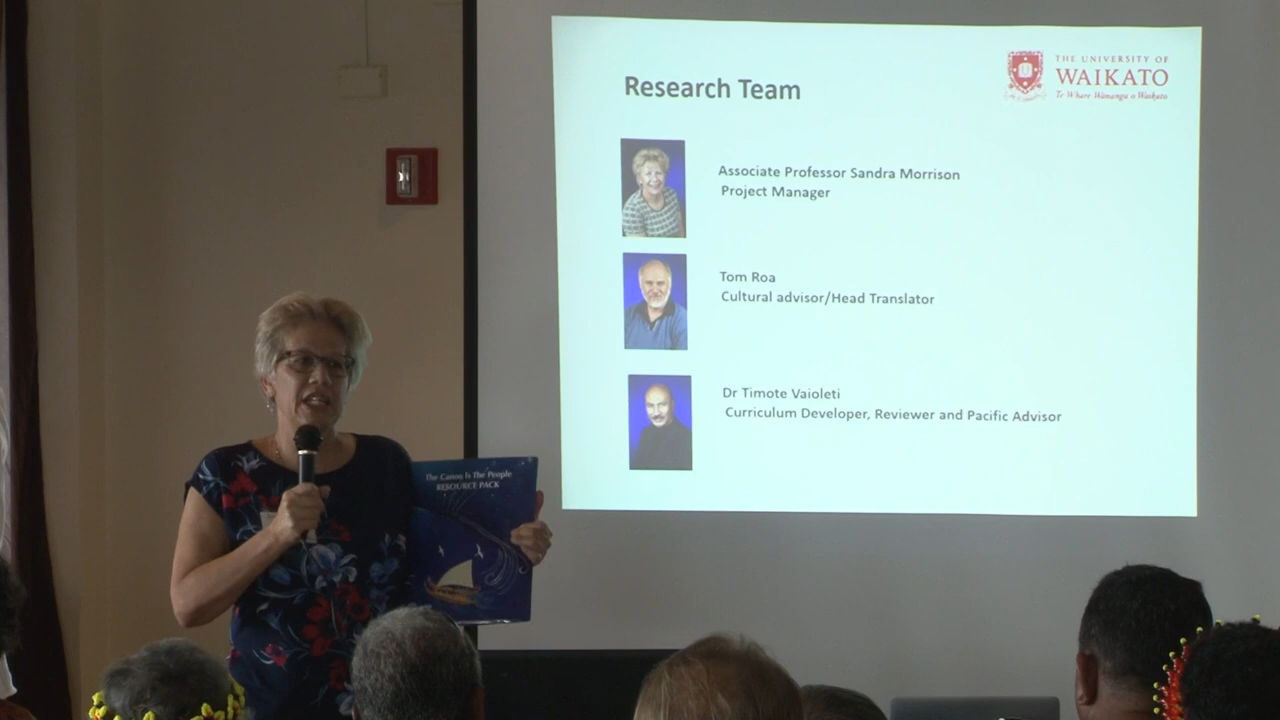 Research Team
THE UNIVERSITY OF
WAIKATO
Te Whare Wānanga o Waikato
Associate Professor Sandra Morrison
Project Manager
Tom Roa
Cultural advisor/Head Translator
Dr Timote Vaioleti
Curriculum Developer, Reviewer and Pacific Advisor
The Canoe Is The People
RESOURCE PACK